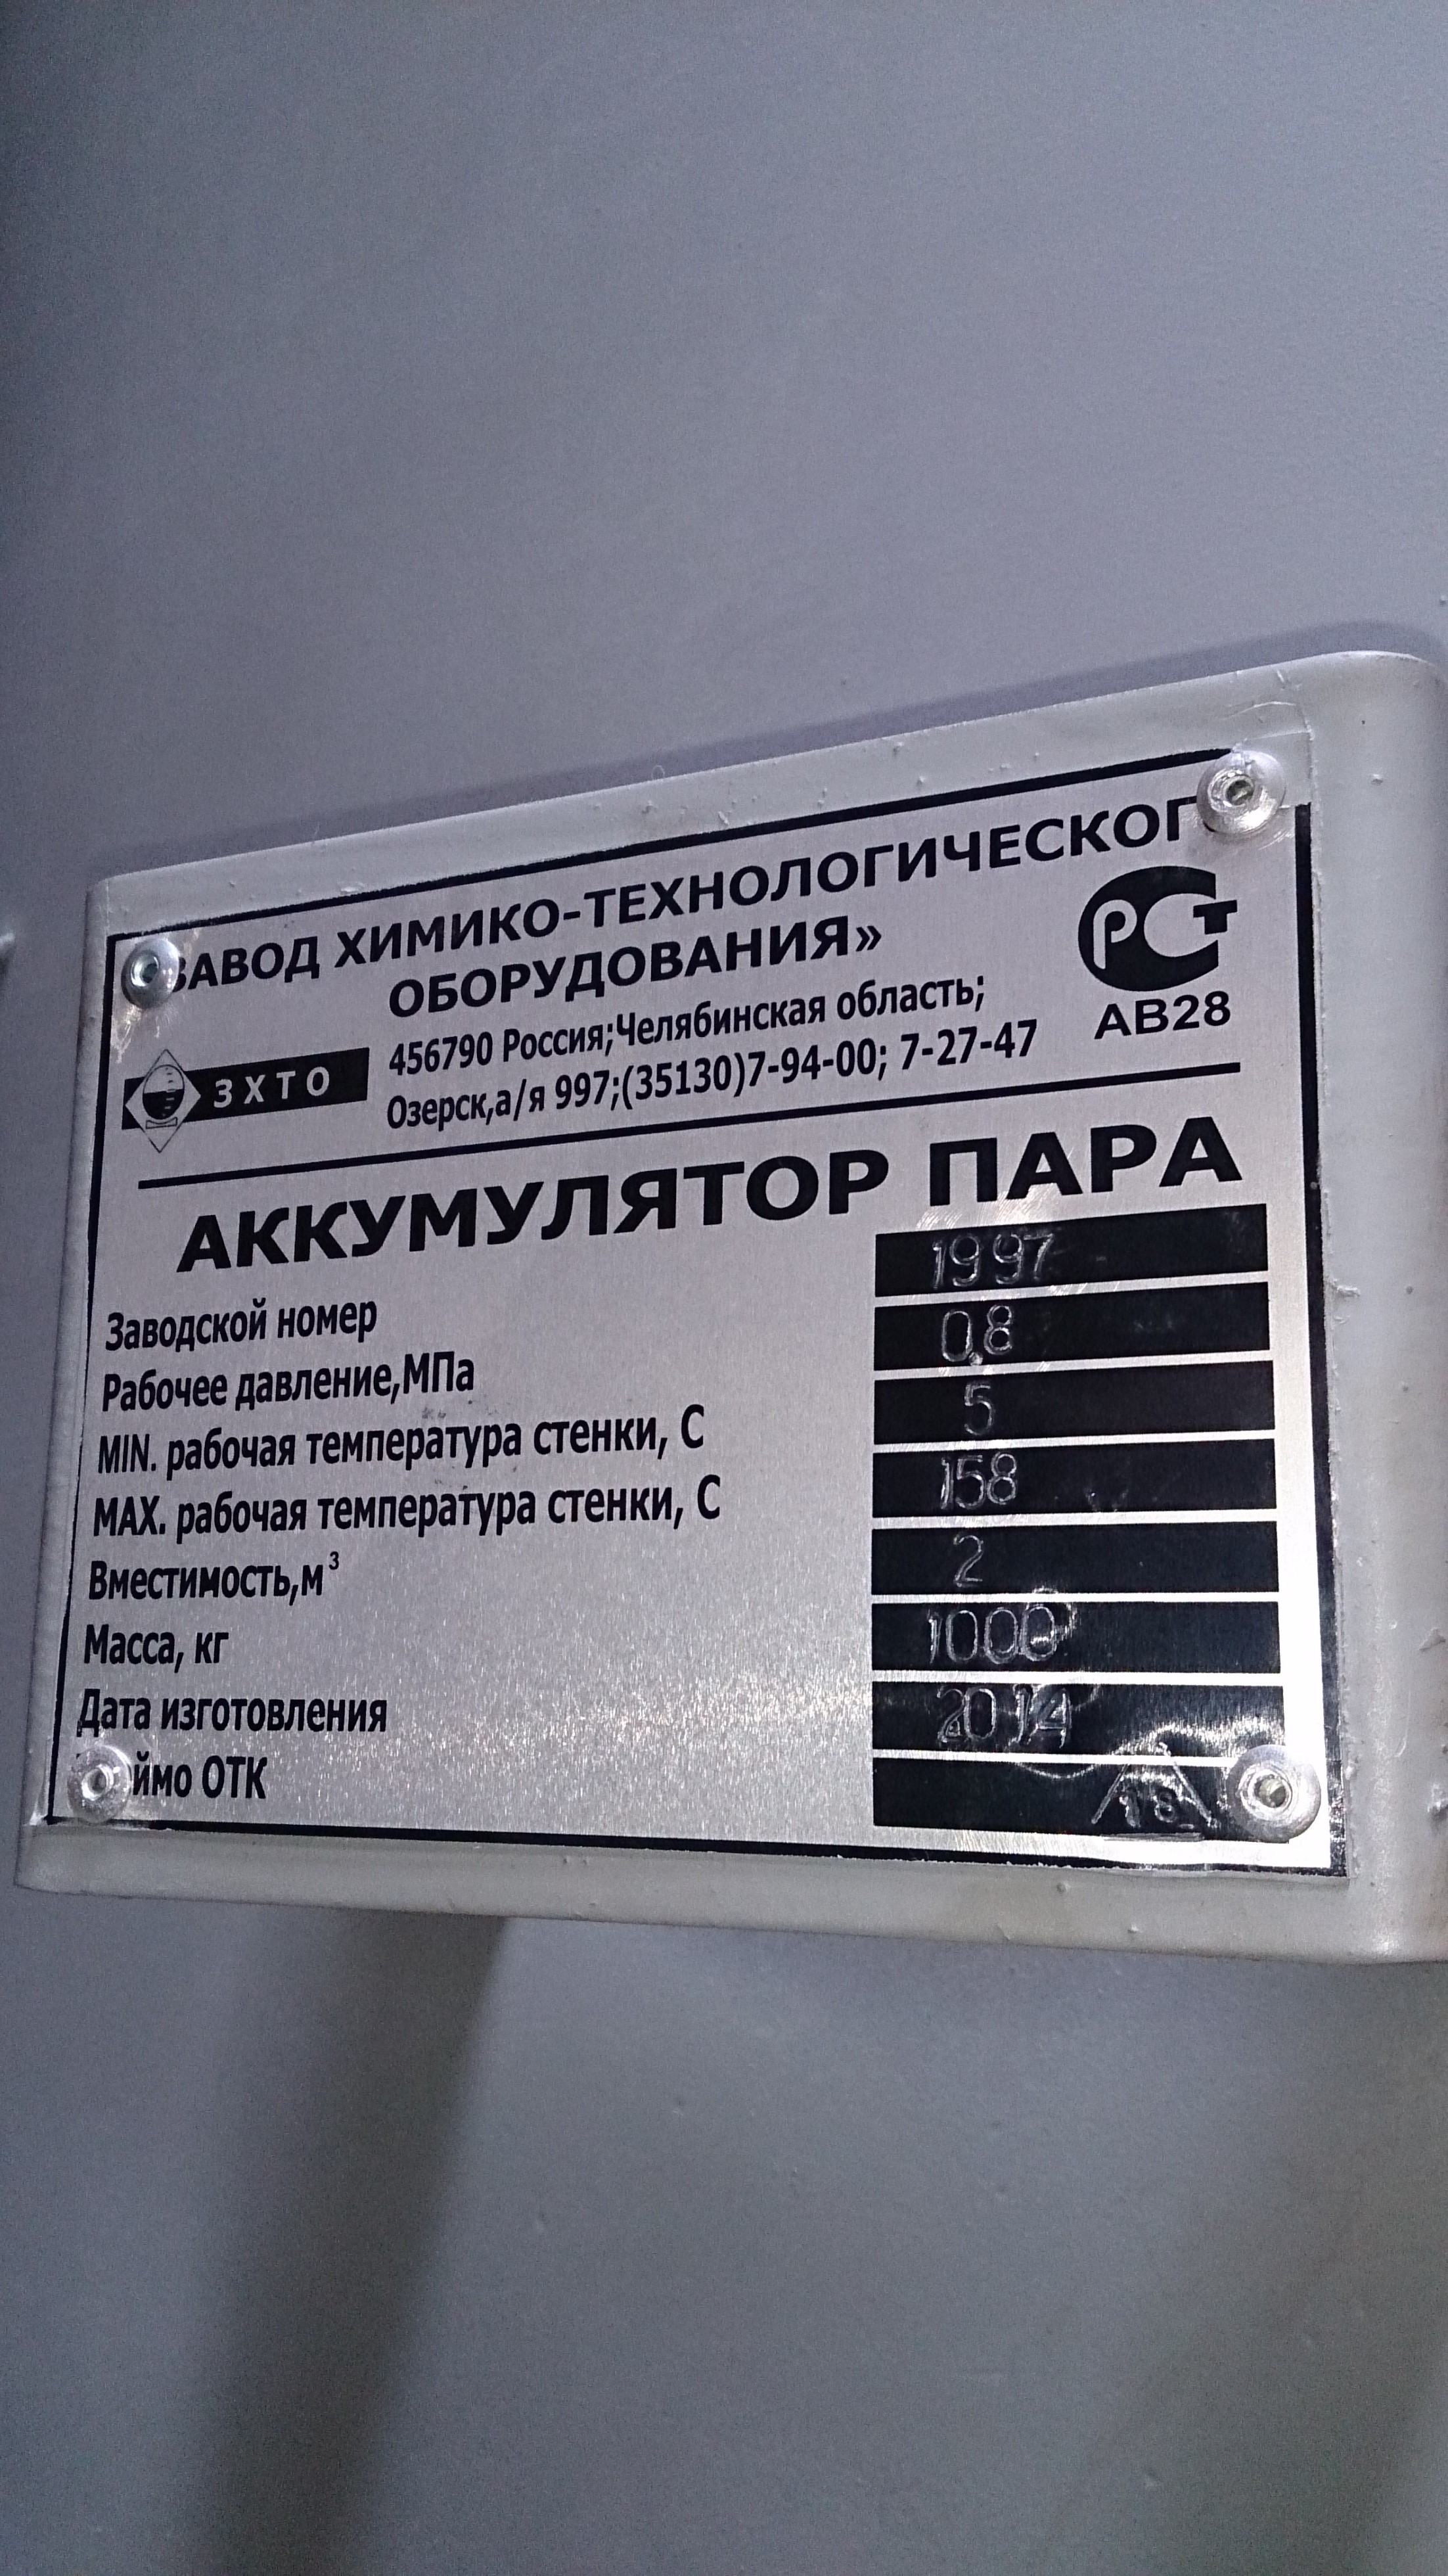 ЗАВОД ХИМИКО-ТЕХНОЛОГИЧЕСКОГ
ОБОРУДОВАНИЯ»
456790 Россия;Челябинская область;
Озерск,а/я 997;(35130)7-94-00; 7-27-47
ЗХТО
РСТ
АВ28
АККУМУЛЯТОР ПАРА
Заводской номер 1997
Рабочее давление,МПа 0.8
MIN. рабочая температура стенки, С 5
MAX. рабочая температура стенки, С 158
Вместимость,м³ 2
Масса, кг 1000
Дата изготовления 2014
ймо ОТК 18